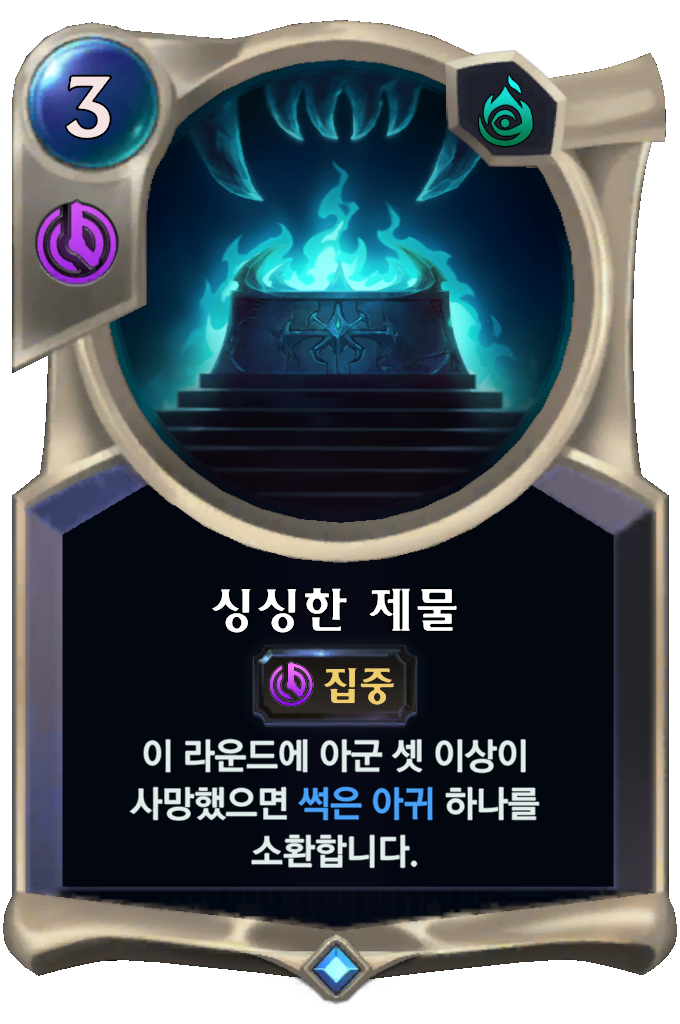 3
싱싱한 제물
집중
이 라운드에 아군 셋 이상이
사망했으면 썩은 아귀 하나를
소환합니다.